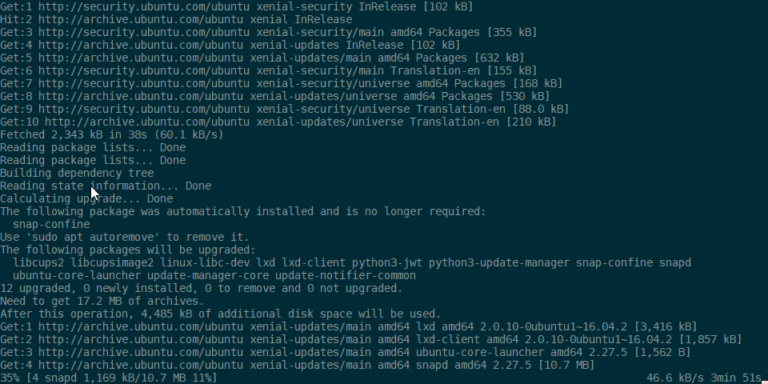 Get:1 http://security.ubuntu.com/ubuntu xenial-security InRelease [102 kB]
Hit:2 http://archive.ubuntu.com/ubuntu xenial InRelease
Get:3 http://security.ubuntu.com/ubuntu xenial-security/main amd64 Packages [355 kB]
Get:4 http://archive.ubuntu.com/ubuntu xenial-updates InRelease [102 kB]
Get:5 http://archive.ubuntu.com/ubuntu xenial-updates/main amd64 Packages [632 kB]
Get:6 http://security.ubuntu.com/ubuntu xenial-security/main Translation-en [155 kB]
Get:7 http://security.ubuntu.com/ubuntu xenial-security/universe amd64 Packages [168 kB]
Get:8 http://archive.ubuntu.com/ubuntu xenial-updates/universe amd64 Packages [530 kB]
Get:9 http://security.ubuntu.com/ubuntu xenial-security/universe Translation-en [88.0 kB]
Get:10 http://archive.ubuntu.com/ubuntu xenial-updates/universe Translation-en [210 kB]
Fetched 2,343 kB in 38s (60.1 kB/s)
Reading package lists... Done
Reading package lists... Done
Building dependency tree
Reading state information... Done
Calculating upgrade... Done
The following package was automatically installed and is no longer required:
  snap-confine
Use 'sudo apt autoremove' to remove it.
The following packages will be upgraded:
  libcups2 libcupsimage2 linux-libc-dev lxd lxd-client python3-jwt python3-update-manager snap-confine snapd
  ubuntu-core-launcher update-manager-core update-notifier-common
12 upgraded, 0 newly installed, 0 to remove and 0 not upgraded.
Need to get 17.2 MB of archives.
After this operation, 4,485 kB of additional disk space will be used.
Get:1 http://archive.ubuntu.com/ubuntu xenial-updates/main amd64 lxd amd64 2.0.10-0ubuntu1~16.04.2 [3,416 kB]
Get:2 http://archive.ubuntu.com/ubuntu xenial-updates/main amd64 lxd-client amd64 2.0.10-0ubuntu1~16.04.2 [1,857 kB]
Get:3 http://archive.ubuntu.com/ubuntu xenial-updates/main amd64 ubuntu-core-launcher amd64 2.27.5 [1,562 B]
Get:4 http://archive.ubuntu.com/ubuntu xenial-updates/main amd64 snapd amd64 2.27.5 [10.7 MB]
35% [4 snapd 1,169 kB/10.7 MB 11%] 46.6 kB/s 3min 51s